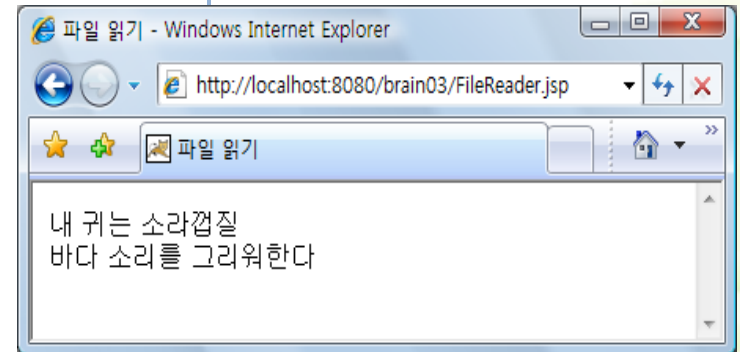 파일 읽기 - Windows Internet Explorer
http://localhost:8080/brain03/FileReader.jsp
파일 읽기
내 귀는 소라껍질
바다 소리를 그리워한다